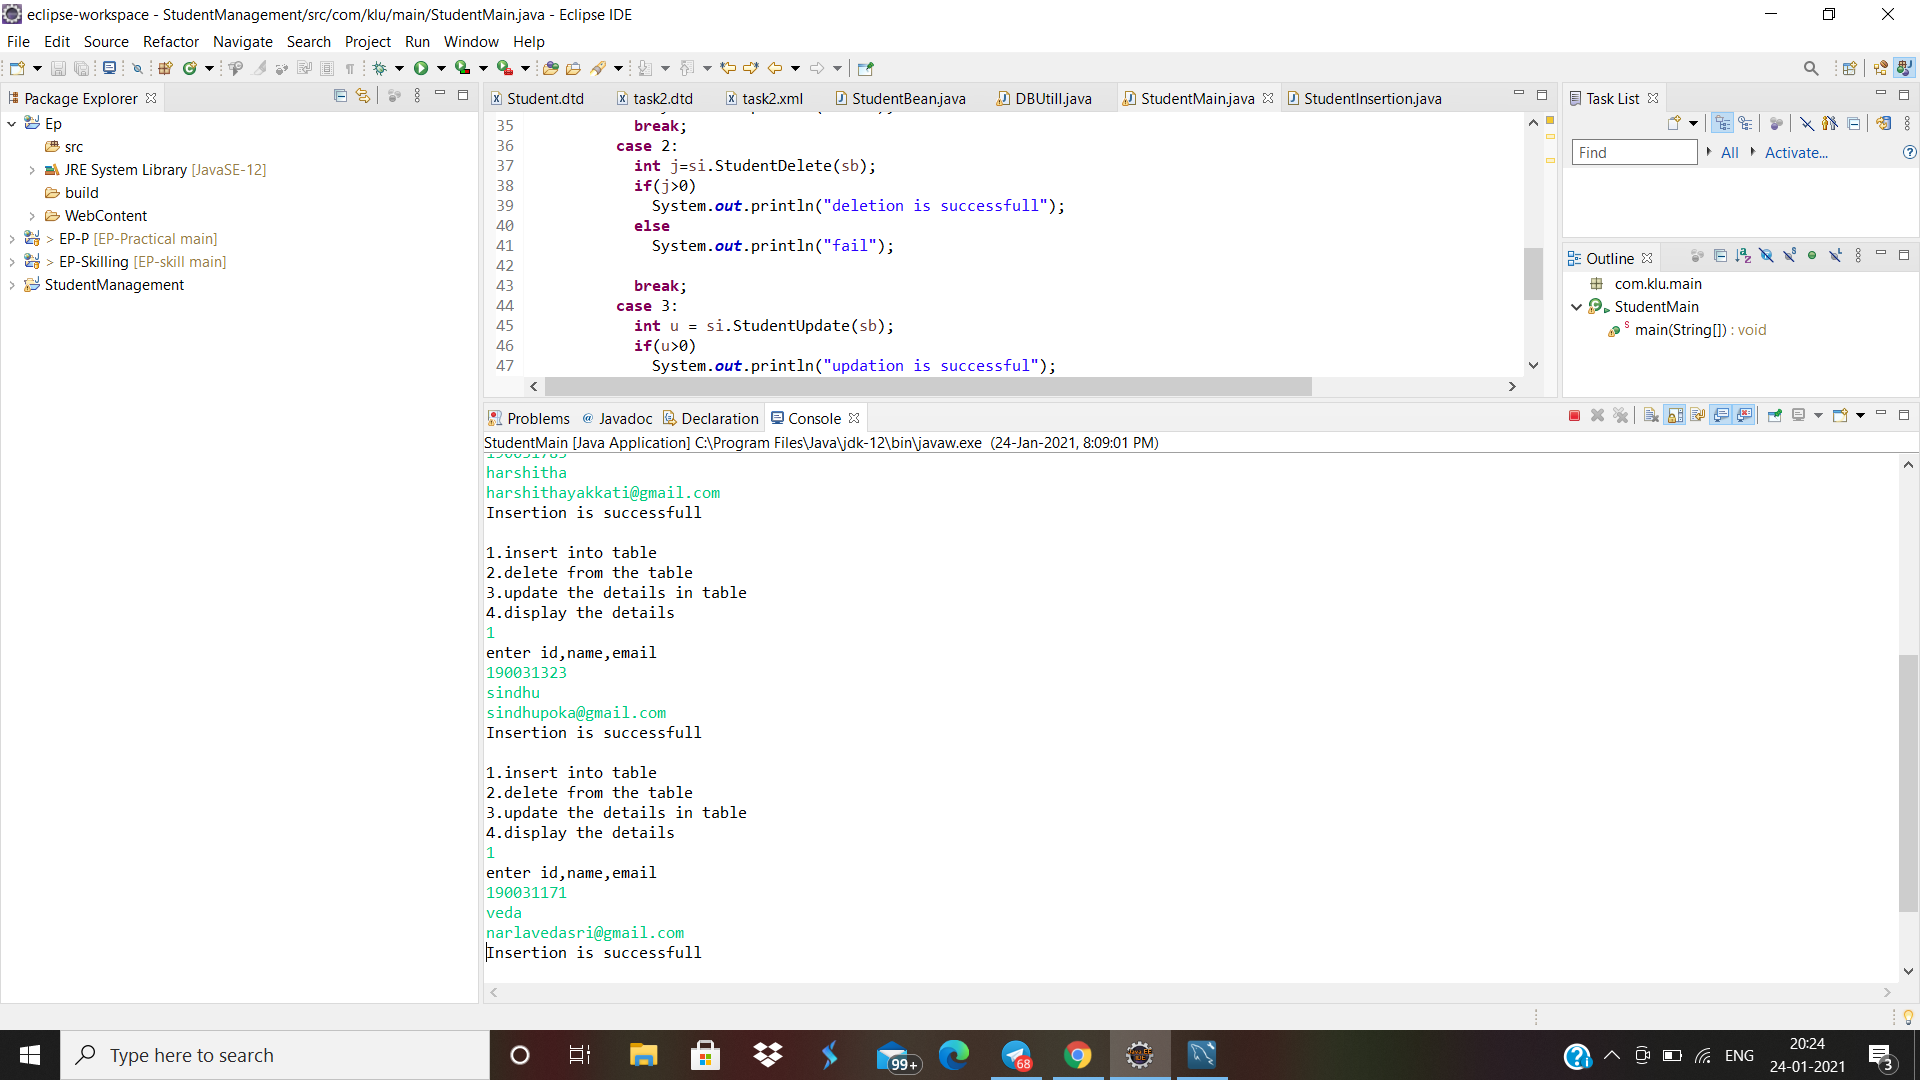 eclipse-workspace - StudentManagement/src/com/klu/main/StudentMain.java - Eclipse IDE
File Edit Source Refactor Navigate Search Project Run Window Help
Package Explorer
Ep
src
JRE System Library [JavaSE-12]
build
WebContent
> EP-P [EP-Practical main]
> EP-Skilling [EP-skill main]
StudentManagement
Student.dtd task2.dtd task2.xml StudentBean.java DBUtill.java StudentMain.java StudentInsertion.java
35 break;
36 case 2:
37 int j=si.StudentDelete(sb);
38 if(j>0)
39 System.out.println("deletion is successfull");
40 else
41 System.out.println("fail");
42
43 break;
44 case 3:
45 int u = si.StudentUpdate(sb);
46 if(u>0)
47 System.out.println("updation is successful");
Task List
Find All Activate...
Outline
com.klu.main
StudentMain
main(String[]) : void
Problems Javadoc Declaration Console
StudentMain [Java Application] C:\Program Files\Java\jdk-12\bin\javaw.exe (24-Jan-2021, 8:09:01 PM)
harshitha
harshithayakkati@gmail.com
Insertion is successfull
1.insert into table
2.delete from the table
3.update the details in table
4.display the details
1
enter id,name,email
190031323
sindhu
sindhupoka@gmail.com
Insertion is successfull
1.insert into table
2.delete from the table
3.update the details in table
4.display the details
1
enter id,name,email
190031171
veda
narlavedasri@gmail.com
Insertion is successfull
Type here to search
99+
68
ENG
20:24
24-01-2021
3